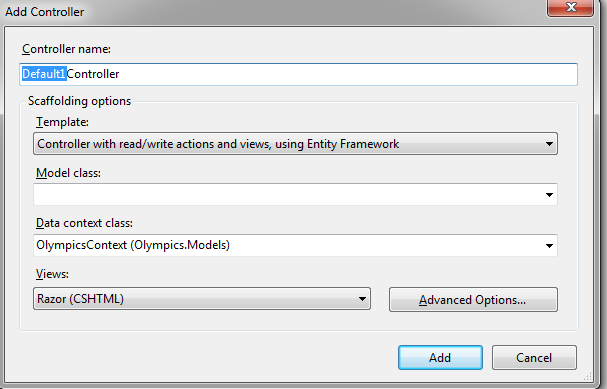 Add Controller
Controller name:
Default1Controller
Scaffolding options
Template:
Controller with read/write actions and views, using Entity Framework
Model class:
Data context class:
OlympicsContext (Olympics.Models)
Views:
Razor (CSHTML)
Advanced Options...
Add
Cancel